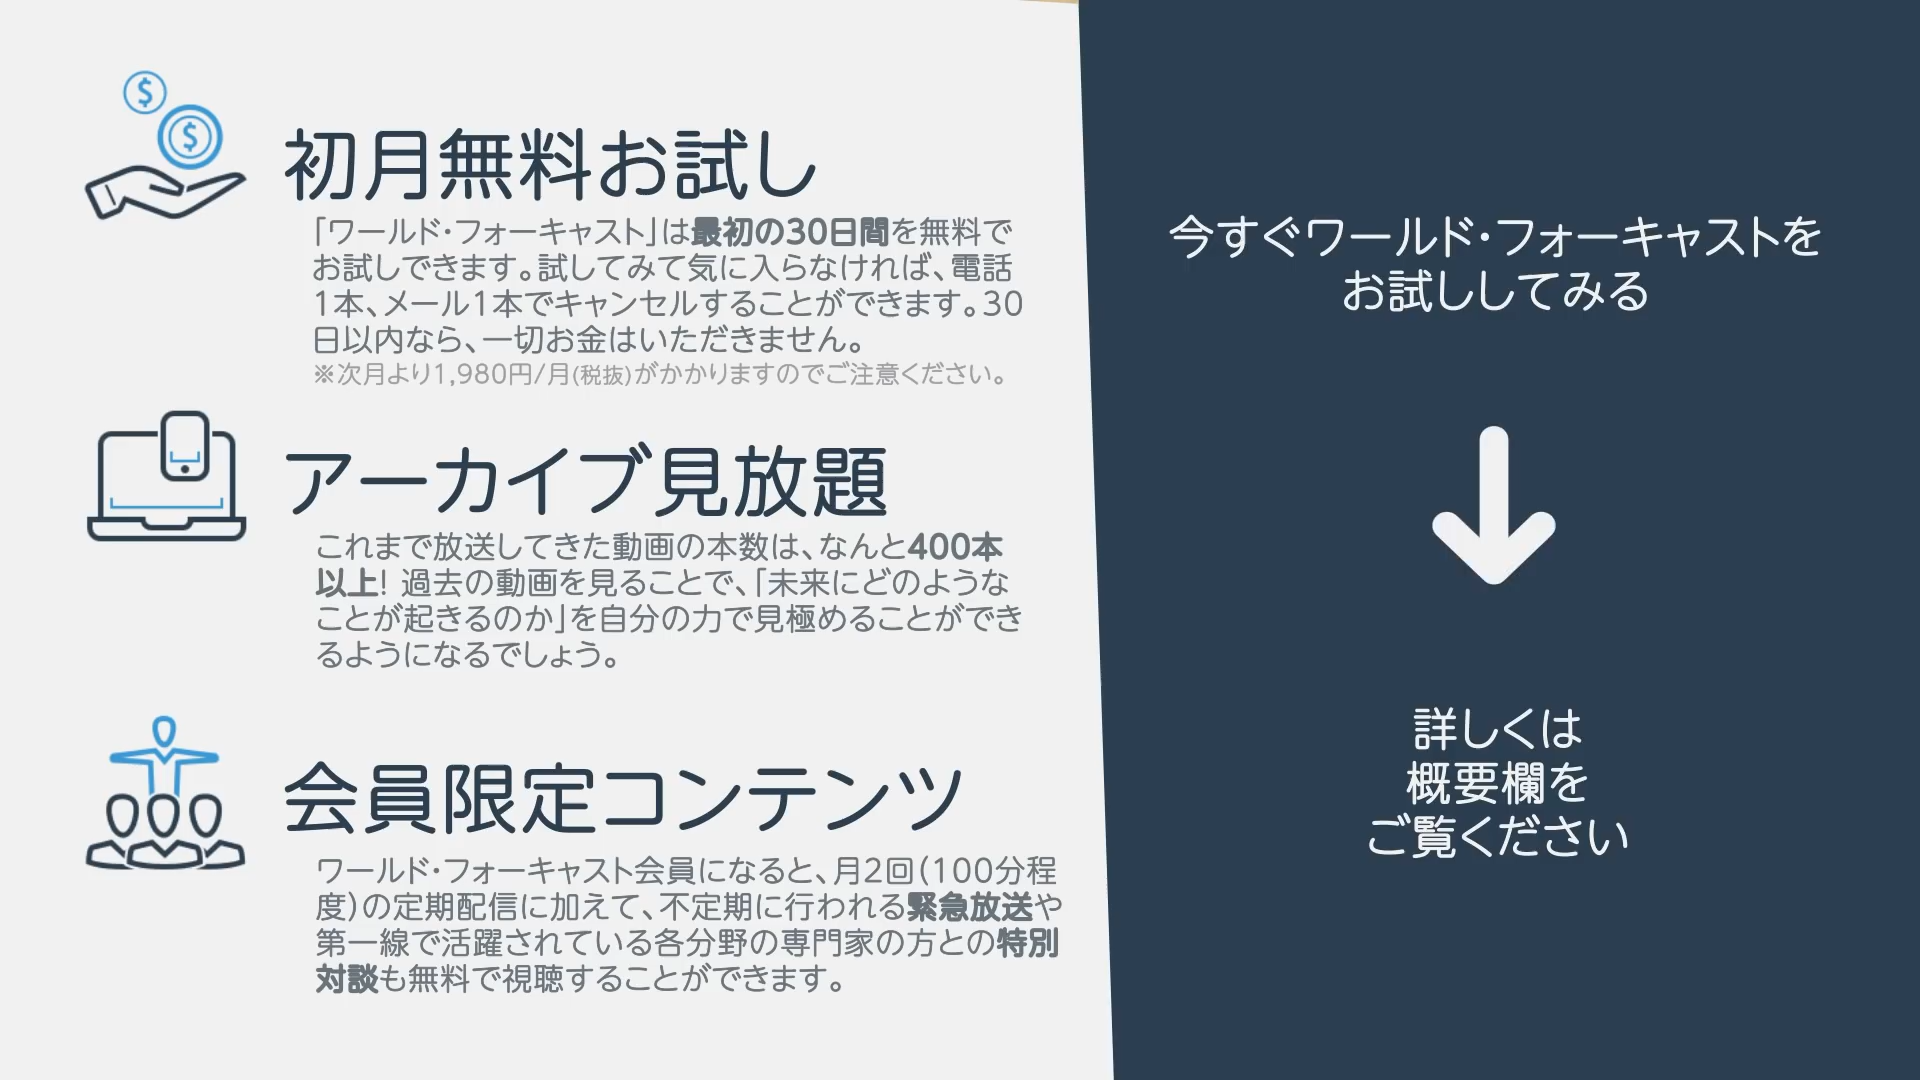 初月無料お試し
「ワールド・フォーキャスト」は最初の30日間を無料で
お試しできます。試してみて気に入らなければ、電話
1本、メール1本でキャンセルすることができます。30
日以内なら、一切お金はいただきません。
※次月より1,980円/月(税抜)がかかりますのでご注意ください。
アーカイブ見放題
これまで放送してきた動画の本数は、なんと400本
以上! 過去の動画を見ることで、「未来にどのような
ことが起きるのか」を自分の力で見極めることができ
るようになるでしょう。
会員限定コンテンツ
ワールド・フォーキャスト会員になると、月2回(100分程
度)の定期配信に加えて、不定期に行われる緊急放送や
第一線で活躍されている各分野の専門家の方との特別
対談も無料で視聴することができます。
今すぐワールド・フォーキャストを
お試ししてみる
詳しくは
概要欄を
ご覧ください